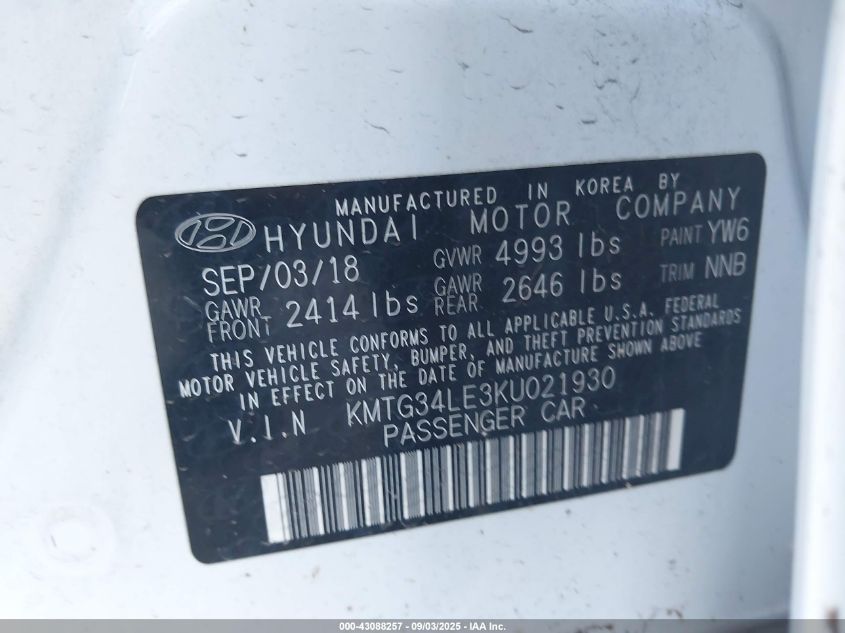 MANUFACTURED IN KOREA BY
HYUNDAI MOTOR COMPANY
SEP/03/18 GVWR 4993 lbs PAINT YW6
GAWR FRONT 2414 lbs GAWR REAR 2646 lbs TRIM NNB
THIS VEHICLE CONFORMS TO ALL APPLICABLE U.S.A. FEDERAL
MOTOR VEHICLE SAFETY, BUMPER, AND THEFT PREVENTION STANDARDS
IN EFFECT ON THE DATE OF MANUFACTURE SHOWN ABOVE
V.I.N KMTG34LE3KU021930
PASSENGER CAR
000-43088257 - 09/03/2025 - IAA Inc.